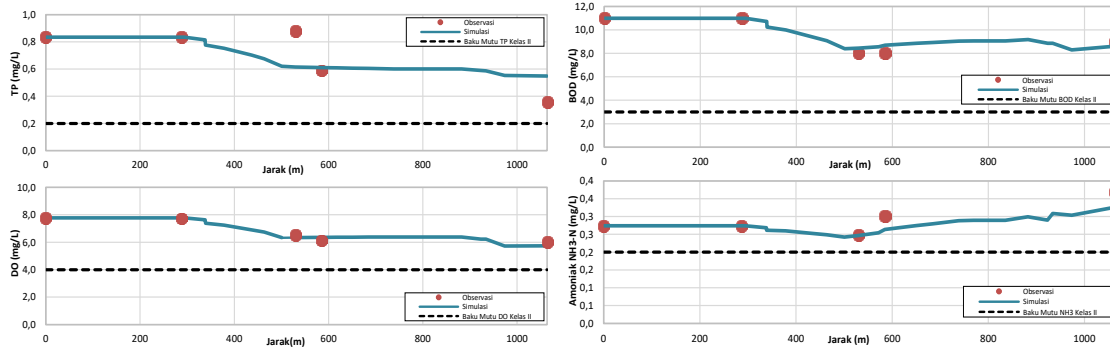 TP (mg/L)
1,0
0,8
0,6
0,4
0,2
0,0
0
200
400
600
800
1000
Jarak (m)
Observasi
Simulasi
Baku Mutu TP Kelas II
BOD (mg/L)
12,0
10,0
8,0
6,0
4,0
2,0
0,0
0
200
400
600
800
1000
Jarak (m)
Observasi
Simulasi
Baku Mutu BOD Kelas II
DO (mg/L)
10,0
8,0
6,0
4,0
2,0
0,0
0
200
400
600
800
1000
Jarak(m)
Observasi
Simulasi
Baku Mutu DO Kelas II
Amoniak NH3-N (mg/L)
0,4
0,4
0,3
0,3
0,2
0,2
0,1
0,1
0,0
0
200
400
600
800
1000
Jarak (m)
Observasi
Simulasi
Baku Mutu NH3 Kelas II